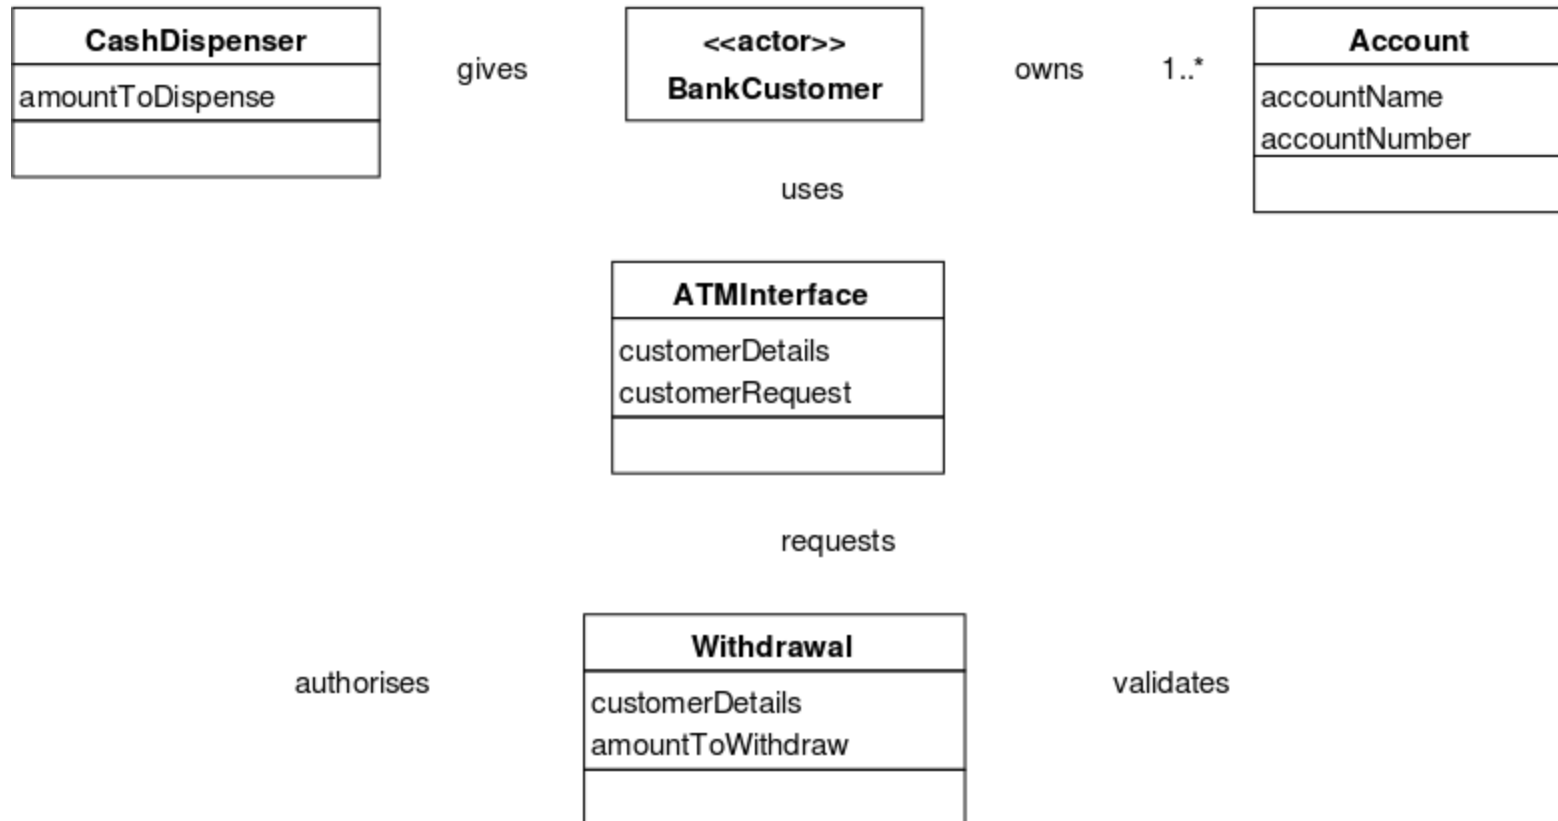 CashDispenser
amountToDispense
gives
<<actor>>
BankCustomer
owns
1..*
Account
accountName
accountNumber
uses
ATMInterface
customerDetails
customerRequest
requests
authorises
Withdrawal
customerDetails
amountToWithdraw
validates